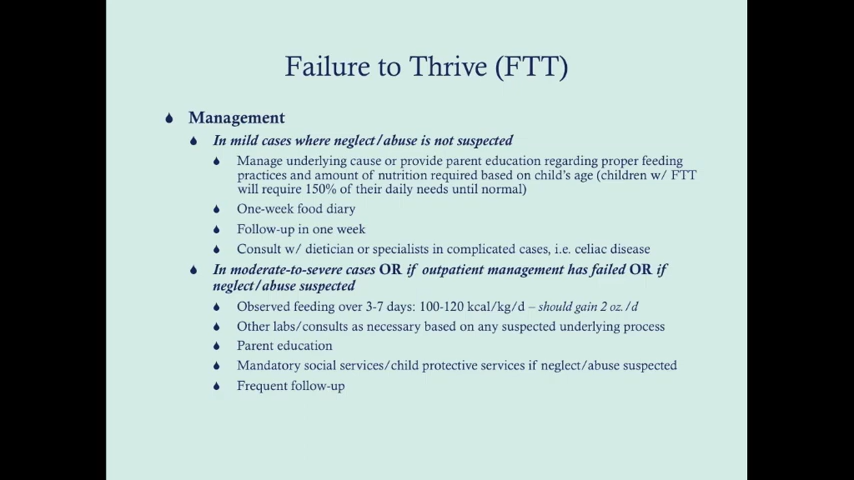 Failure to Thrive (FTT)
Management
In mild cases where neglect/abuse is not suspected
Manage underlying cause or provide parent education regarding proper feeding
practices and amount of nutrition required based on child's age (children w/ FTT
will require 150% of their daily needs until normal)
One-week food diary
Follow-up in one week
Consult w/ dietician or specialists in complicated cases, i.e. celiac disease
In moderate-to-severe cases OR if outpatient management has failed OR if
neglect/abuse suspected
Observed feeding over 3-7 days: 100-120 kcal/kg/d – should gain 2 oz./d
Other labs/consults as necessary based on any suspected underlying process
Parent education
Mandatory social services/child protective services if neglect/abuse suspected
Frequent follow-up